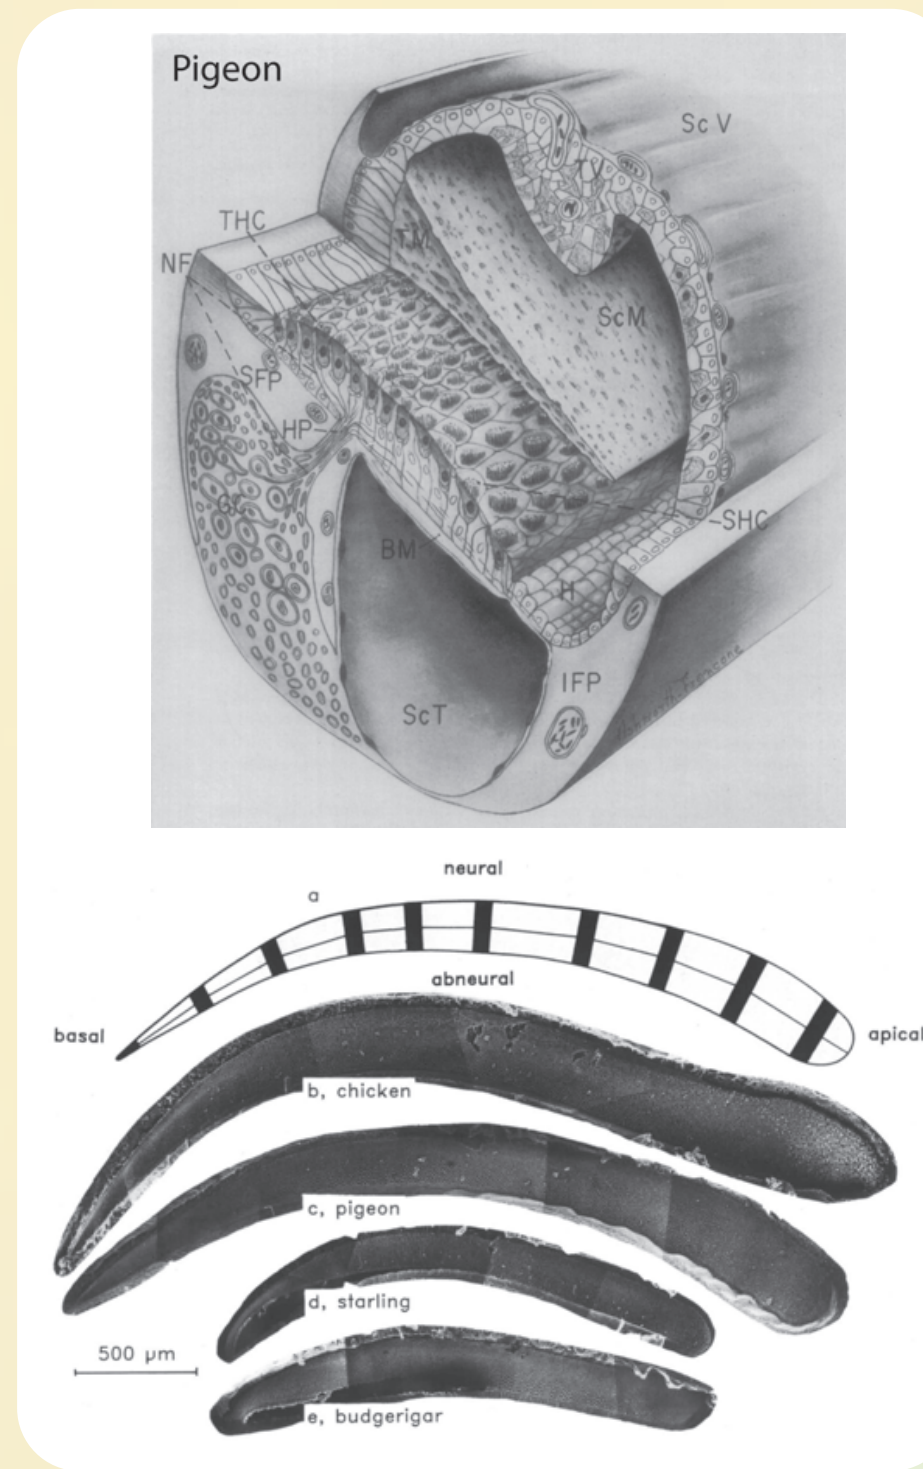 Pigeon
Sc V
TV
THC
TM
NF
ScM
SFP
HP
GC
SHC
BM
H
IFP
ScT
neural
a
abneural
basal
apical
b, chicken
c, pigeon
d, starling
500 µm
e, budgerigar